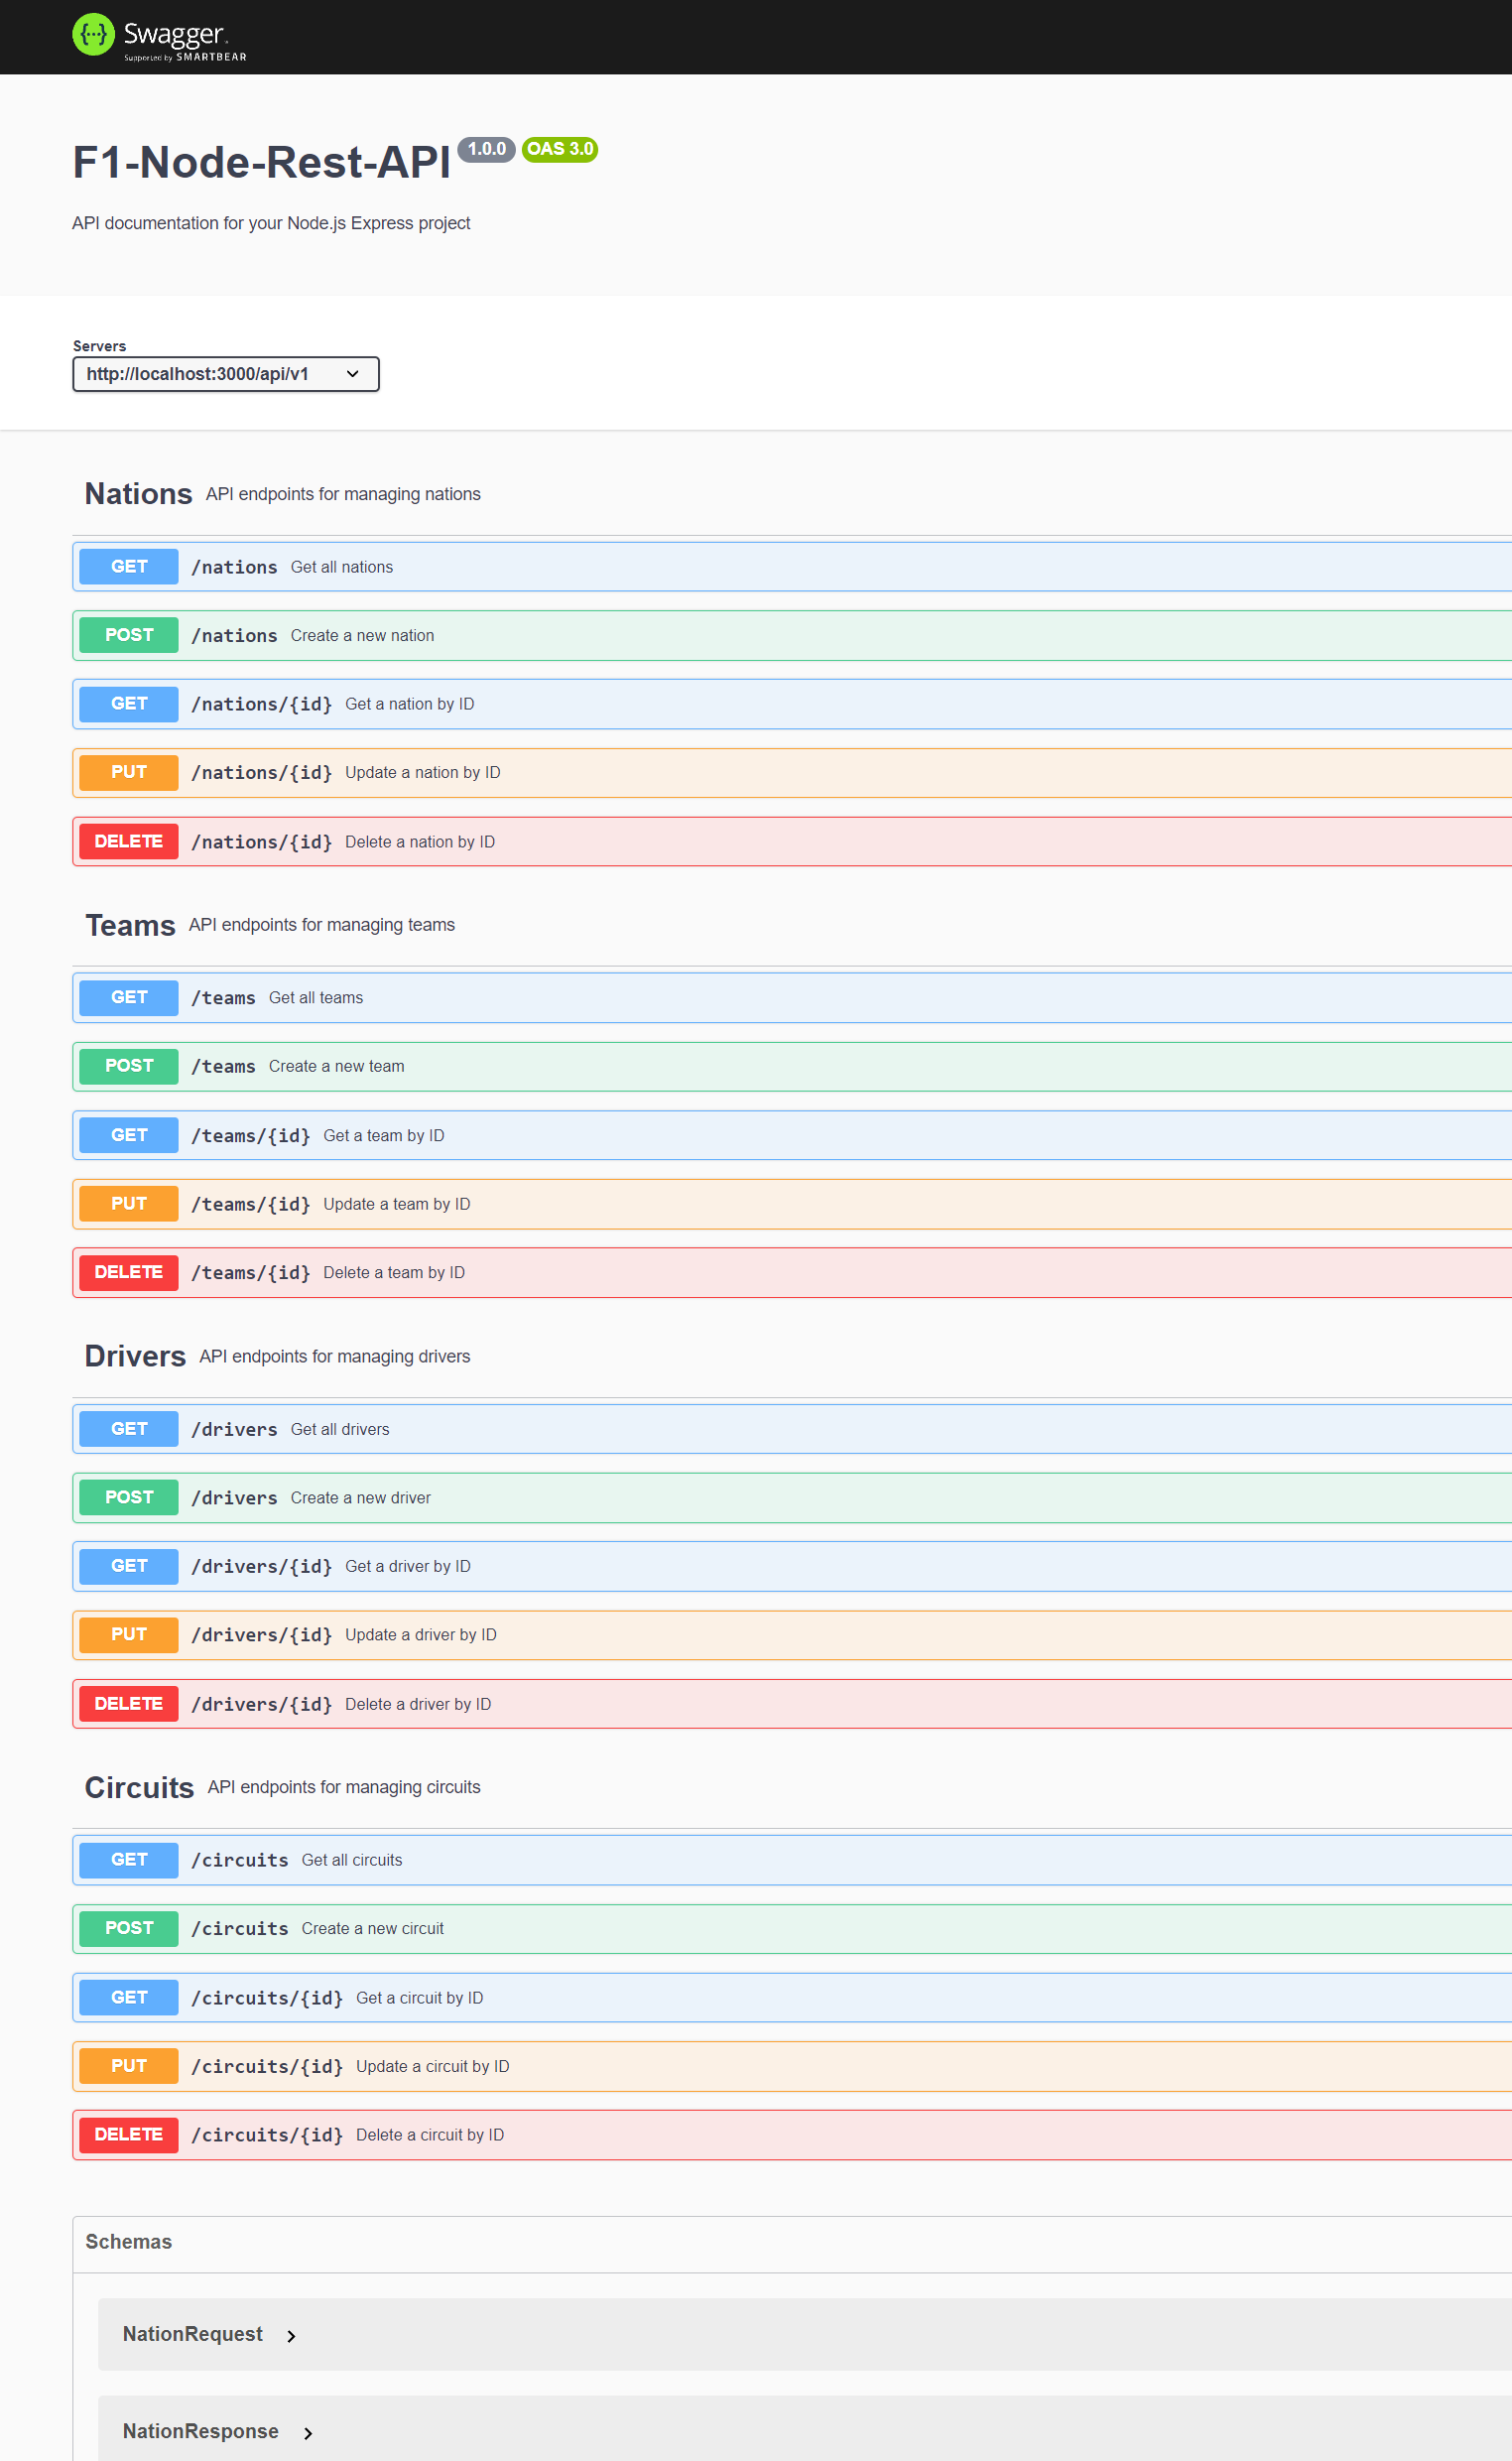 Swagger.
Supported by SMARTBEAR
F1-Node-Rest-API 1.0.0 OAS 3.0
API documentation for your Node.js Express project
Servers
http://localhost:3000/api/v1
Nations API endpoints for managing nations
GET /nations Get all nations
POST /nations Create a new nation
GET /nations/{id} Get a nation by ID
PUT /nations/{id} Update a nation by ID
DELETE /nations/{id} Delete a nation by ID
Teams API endpoints for managing teams
GET /teams Get all teams
POST /teams Create a new team
GET /teams/{id} Get a team by ID
PUT /teams/{id} Update a team by ID
DELETE /teams/{id} Delete a team by ID
Drivers API endpoints for managing drivers
GET /drivers Get all drivers
POST /drivers Create a new driver
GET /drivers/{id} Get a driver by ID
PUT /drivers/{id} Update a driver by ID
DELETE /drivers/{id} Delete a driver by ID
Circuits API endpoints for managing circuits
GET /circuits Get all circuits
POST /circuits Create a new circuit
GET /circuits/{id} Get a circuit by ID
PUT /circuits/{id} Update a circuit by ID
DELETE /circuits/{id} Delete a circuit by ID
Schemas
NationRequest
NationResponse